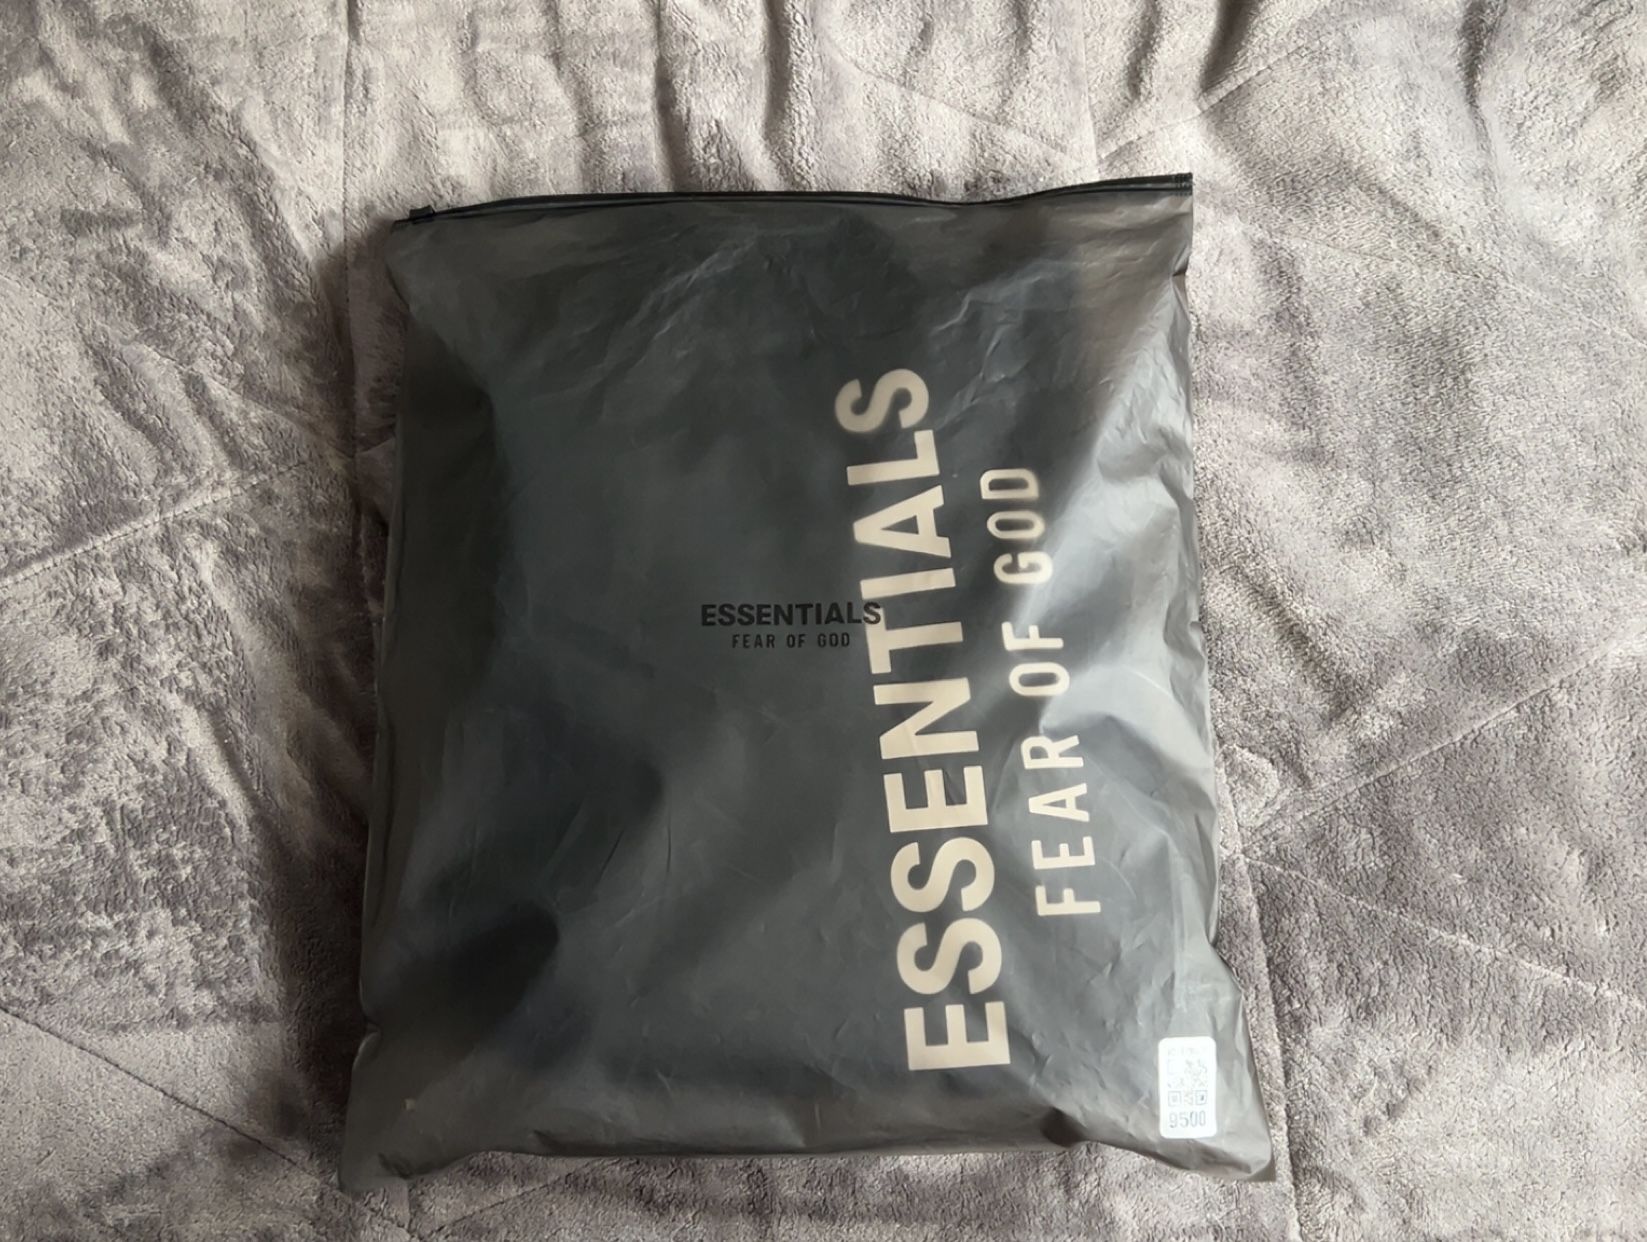 ESSENTIALS
FEAR OF GOD
ESSENTIALS
FEAR OF GOD
9500